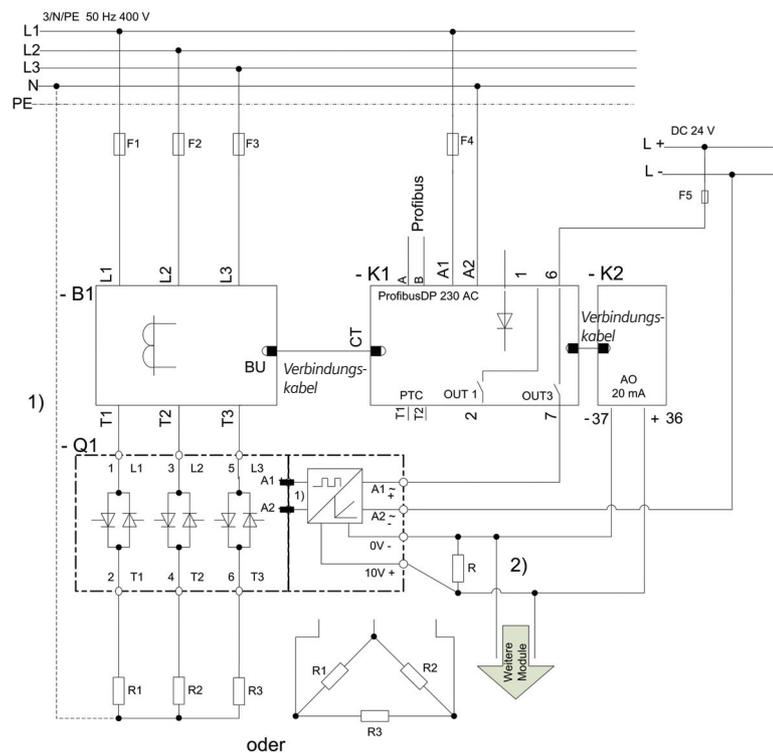 3/N/PE 50 Hz 400 V
L1
L2
L3
N
PE
DC 24 V
L +
L -
F1
F2
F3
F4
F5
Profibus
A
B
A1
A2
1
6
L1
L2
L3
- B1
- K1
- K2
ProfibusDP 230 AC
Verbindungs-
kabel
CT
BU
Verbindungs-
kabel
PTC
OUT 1
OUT3
AO
20 mA
T1
T2
2
7
-37
+ 36
1)
T1
T2
T3
- Q1
1 L1
3 L2
5 L3
A1 +
A2 -
1)
A1 ~
+
A2 ~
-
0V -
10V +
R
2)
2 T1
4 T2
6 T3
Weitere
Module
R1
R2
R3
R1
R2
R3
oder